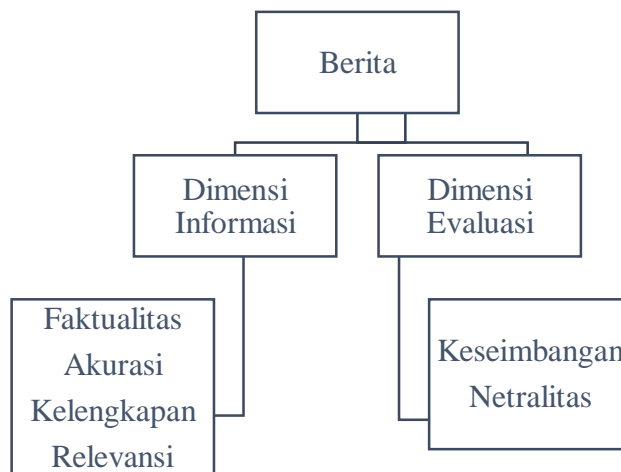 Berita
Dimensi
Informasi
Dimensi
Evaluasi
Faktualitas
Akurasi
Kelengkapan
Relevansi
Keseimbangan
Netralitas